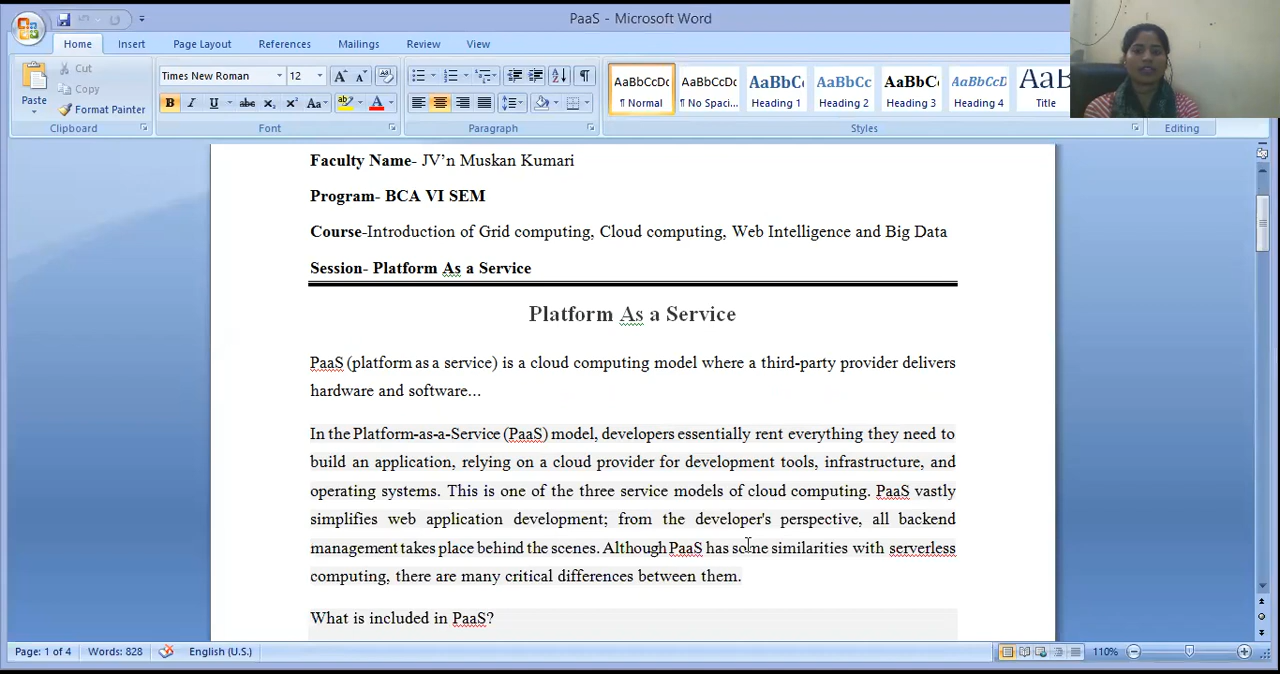 PaaS - Microsoft Word
Home Insert Page Layout References Mailings Review View
Paste
Cut
Copy
Format Painter
Clipboard
Times New Roman 12
B I U abc x₂ x² Aa
Font
Paragraph
AaBbCcDc AaBbCcDc AaBbC AaBbCc AaBbC AaBbCcD AaB
¶ Normal ¶ No Spaci... Heading 1 Heading 2 Heading 3 Heading 4 Title
Styles
Editing
Faculty Name- JV'n Muskan Kumari
Program- BCA VI SEM
Course-Introduction of Grid computing, Cloud computing, Web Intelligence and Big Data
Session- Platform As a Service
Platform As a Service
PaaS (platform as a service) is a cloud computing model where a third-party provider delivers
hardware and software...
In the Platform-as-a-Service (PaaS) model, developers essentially rent everything they need to
build an application, relying on a cloud provider for development tools, infrastructure, and
operating systems. This is one of the three service models of cloud computing. PaaS vastly
simplifies web application development; from the developer's perspective, all backend
management takes place behind the scenes. Although PaaS has some similarities with serverless
computing, there are many critical differences between them.
What is included in PaaS?
Page: 1 of 4 Words: 828 English (U.S.) 110%